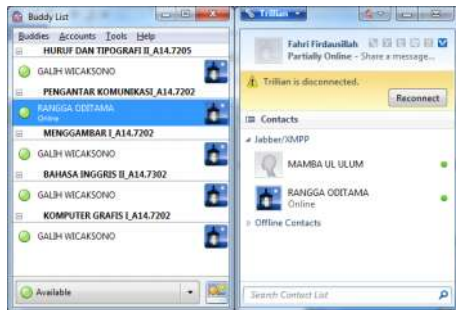 Buddy List
Buddies Accounts Tools Help
HURUF DAN TIPOGRAFI II_A14.7205
GALIH WICAKSONO
PENGANTAR KOMUNIKASI_A14.7202
RANGGA ODITAMA
Online
MENGGAMBAR I_A14.7202
GALIH WICAKSONO
BAHASA INGGRIS II_A14.7302
GALIH WICAKSONO
KOMPUTER GRAFIS I_A14.7202
GALIH WICAKSONO
Available
Trillian
Fahri Firdausillah
Partially Online - Share a message...
Trillian is disconnected.
Reconnect
Contacts
Jabber/XMPP
MAMBA UL ULUM
RANGGA ODITAMA
Online
Offline Contacts
Search Contact List